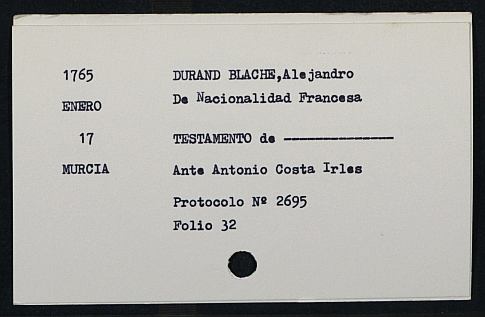 1765 DURAND BLACHE,Alejandro
ENERO De Nacionalidad Francesa
17 TESTAMENTO de ---------------
MURCIA Ante Antonio Costa Irles
Protocolo Nº 2695
Folio 32